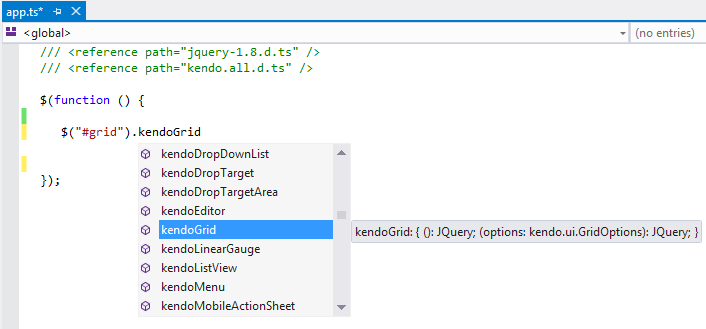 app.ts*
<global>
(no entries)
/// <reference path="jquery-1.8.d.ts" />
/// <reference path="kendo.all.d.ts" />
$(function () {
$("#grid").kendoGrid
kendoDropDownList
kendoDropTarget
kendoDropTargetArea
kendoEditor
kendoGrid
kendoGrid: { (): JQuery; (options: kendo.ui.GridOptions): JQuery; }
kendoLinearGauge
kendoListView
kendoMenu
kendoMobileActionSheet
});